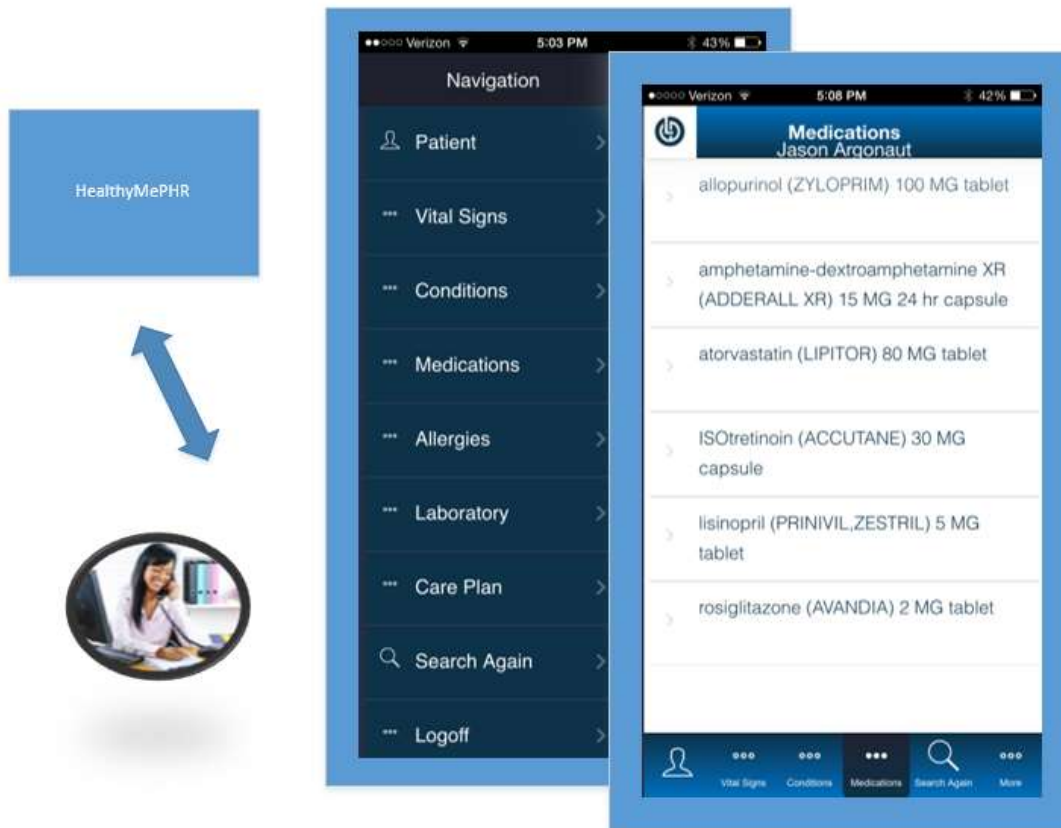 HealthyMePHR
Verizon 5:03 PM 43%
Navigation
Patient
Vital Signs
Conditions
Medications
Allergies
Laboratory
Care Plan
Search Again
Logoff
Verizon 5:08 PM 42%
Medications
Jason Argonaut
allopurinol (ZYLOPRIM) 100 MG tablet
amphetamine-dextroamphetamine XR
(ADDERALL XR) 15 MG 24 hr capsule
atorvastatin (LIPITOR) 80 MG tablet
ISOtretinoin (ACCUTANE) 30 MG
capsule
lisinopril (PRINIVIL,ZESTRIL) 5 MG
tablet
rosiglitazone (AVANDIA) 2 MG tablet
Vital Signs Conditions Medications Search Again More